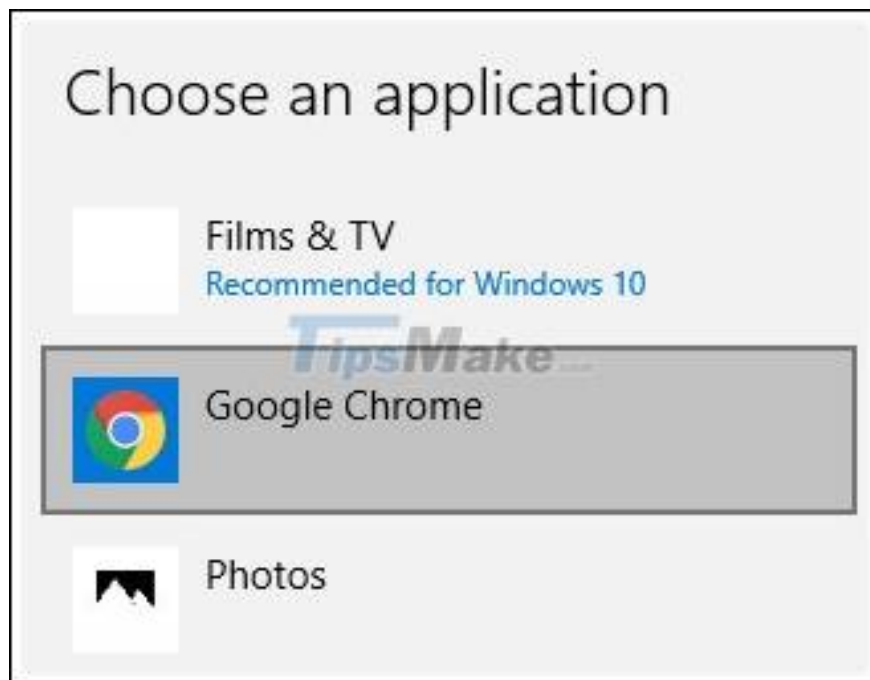 Choose an application
Films & TV
Recommended for Windows 10
TipsMake
Google Chrome
Photos